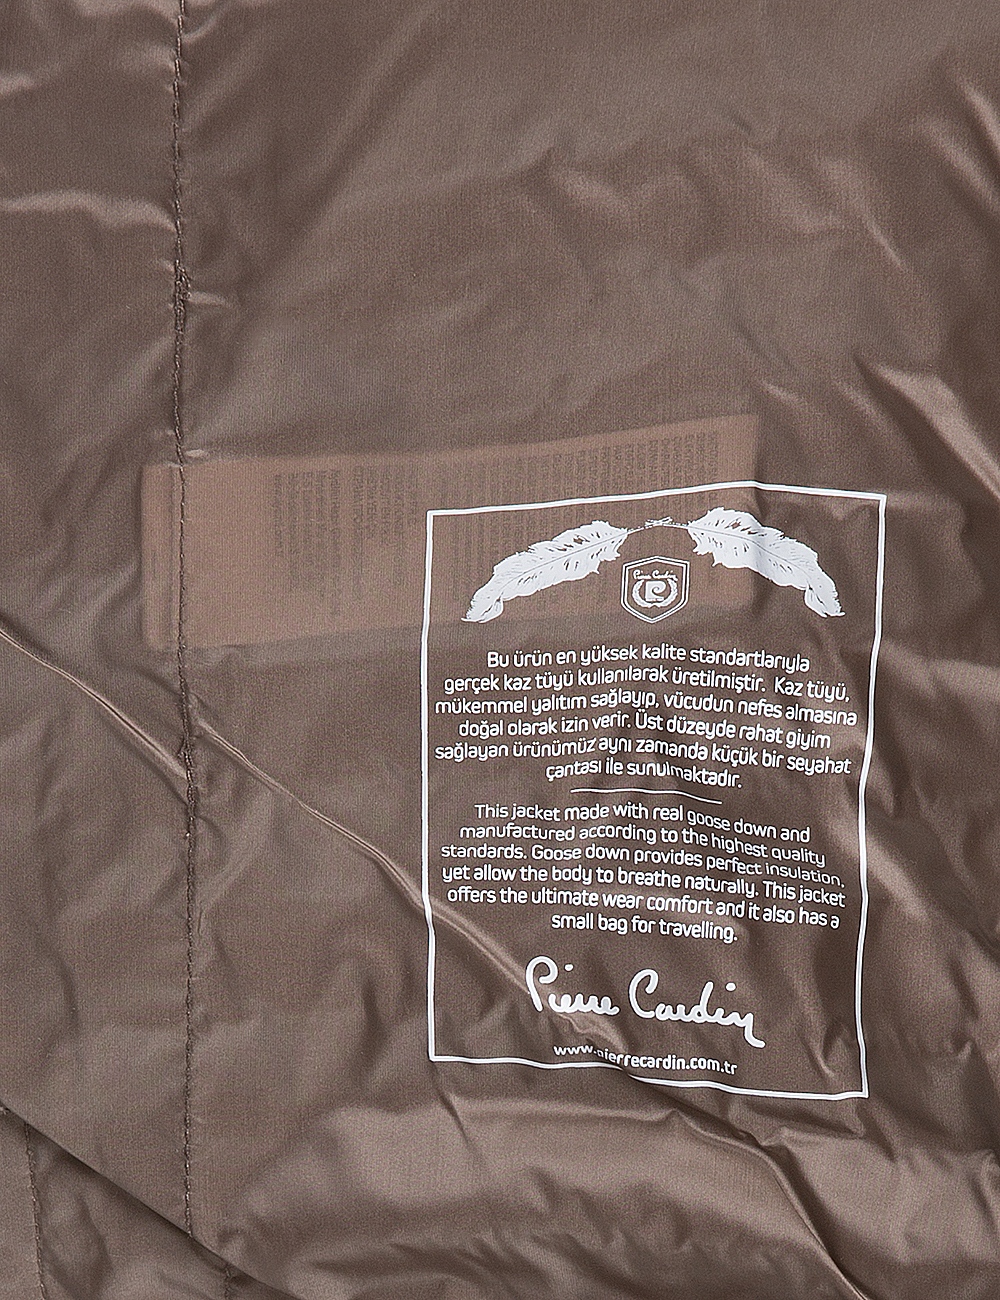 Pierre Cardin
Bu ürün en yüksek kalite standartlarıyla
gerçek kaz tüyü kullanılarak üretilmiştir. Kaz tüyü,
mükemmel yalıtım sağlayıp, vücudun nefes almasına
doğal olarak izin verir. Üst düzeyde rahat giyim
sağlayan ürünümüz aynı zamanda küçük bir seyahat
çantası ile sunulmaktadır.
This jacket made with real goose down and
manufactured according to the highest quality
standards. Goose down provides perfect insulation,
yet allow the body to breathe naturally. This jacket
offers the ultimate wear comfort and it also has a
small bag for travelling.
Pierre Cardin
www.pierrecardin.com.tr